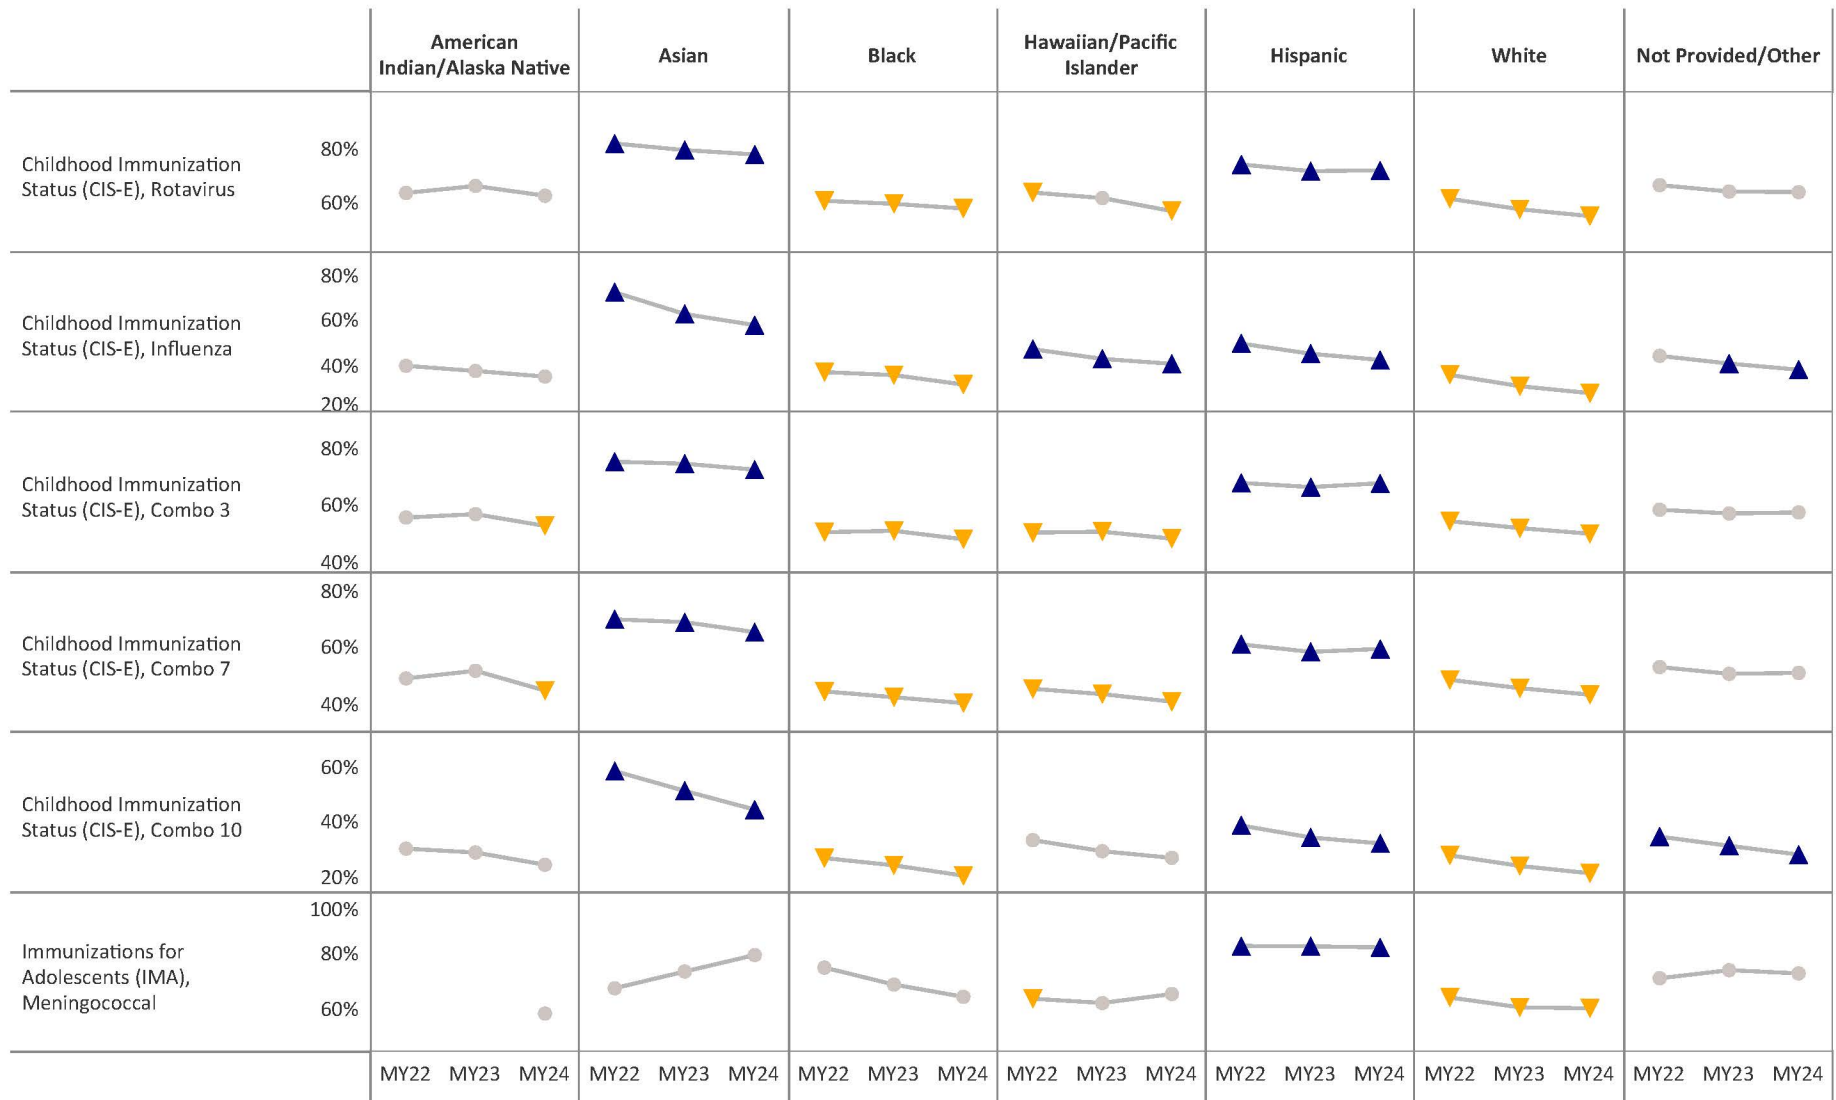 American
Indian/Alaska Native
Asian
Black
Hawaiian/Pacific
Islander
Hispanic
White
Not Provided/Other
Childhood Immunization
Status (CIS-E), Rotavirus
80%
60%
Childhood Immunization
Status (CIS-E), Influenza
80%
60%
40%
20%
Childhood Immunization
Status (CIS-E), Combo 3
80%
60%
40%
Childhood Immunization
Status (CIS-E), Combo 7
80%
60%
40%
Childhood Immunization
Status (CIS-E), Combo 10
60%
40%
20%
Immunizations for
Adolescents (IMA),
Meningococcal
100%
80%
60%
MY22 MY23 MY24 MY22 MY23 MY24 MY22 MY23 MY24 MY22 MY23 MY24 MY22 MY23 MY24 MY22 MY23 MY24 MY22 MY23 MY24